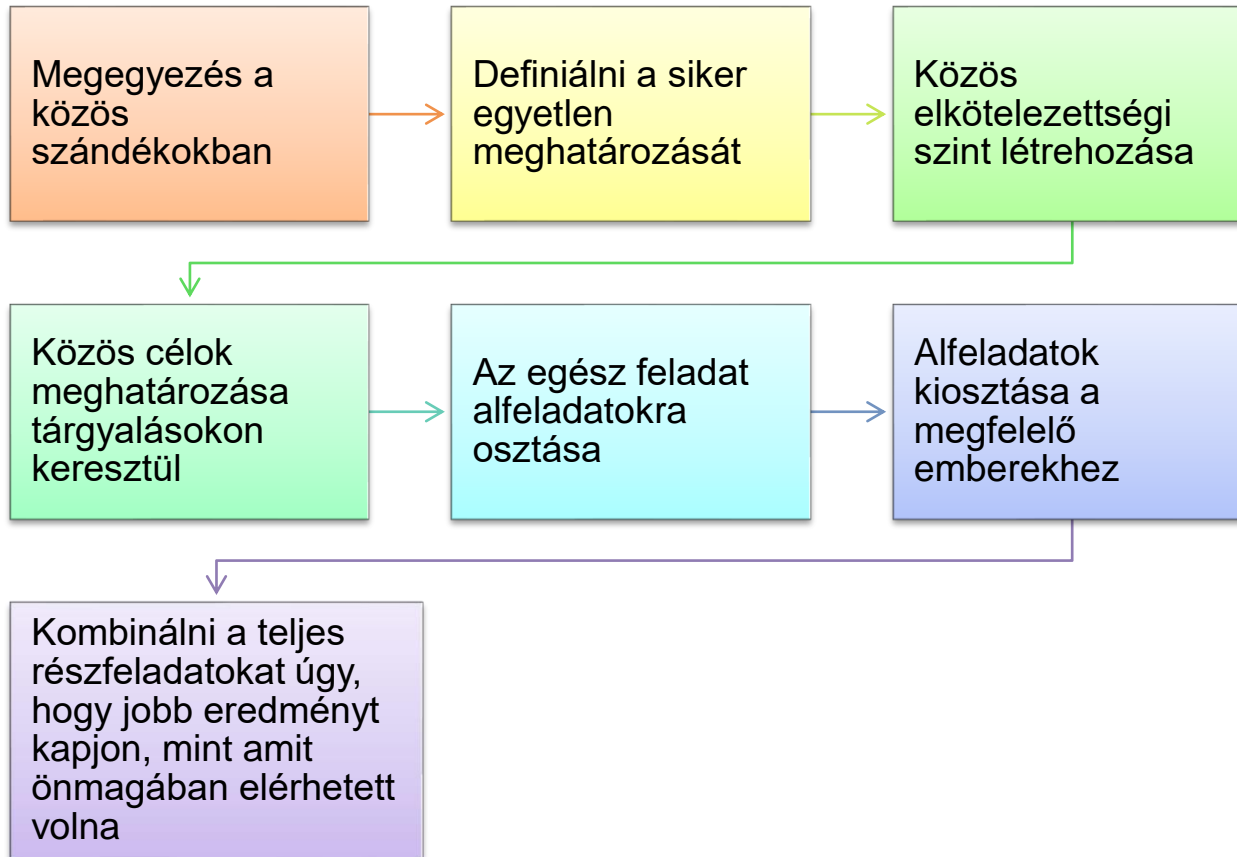 Megegyezés a
közös
szándékokban
Definiálni a siker
egyetlen
meghatározását
Közös
elkötelezettségi
szint létrehozása
Közös célok
meghatározása
tárgyalásokon
keresztül
Az egész feladat
alfeladatokra
osztása
Alfeladatok
kiosztása a
megfelelő
emberekhez
Kombinálni a teljes
részfeladatokat úgy,
hogy jobb eredményt
kapjon, mint amit
önmagában elérhetett
volna